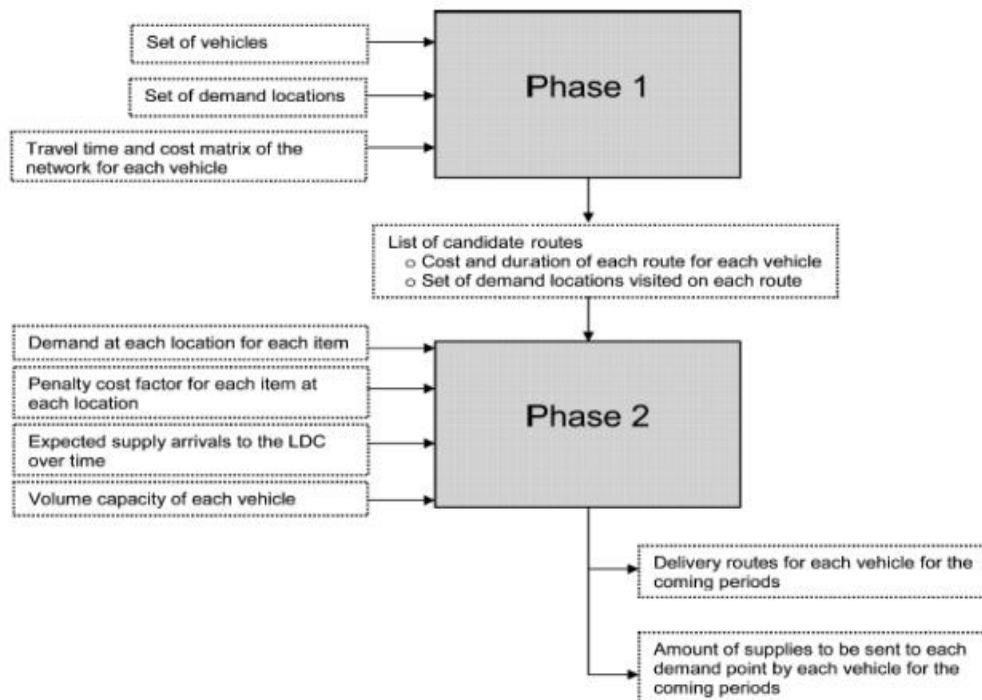 Set of vehicles
Set of demand locations
Travel time and cost matrix of the
network for each vehicle
Phase 1
List of candidate routes
o Cost and duration of each route for each vehicle
o Set of demand locations visited on each route
Demand at each location for each item
Penalty cost factor for each item at
each location
Expected supply arrivals to the LDC
over time
Volume capacity of each vehicle
Phase 2
Delivery routes for each vehicle for the
coming periods
Amount of supplies to be sent to each
demand point by each vehicle for the
coming periods